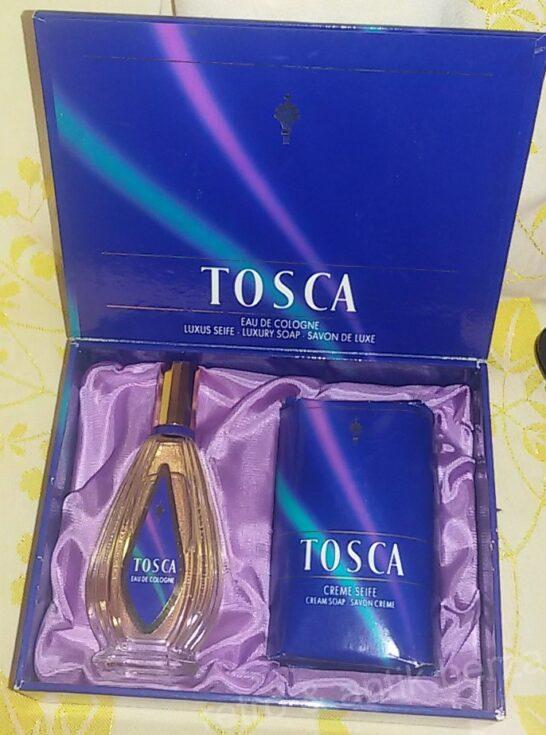 TOSCA
EAU DE COLOGNE
LUXUS SEIFE · LUXURY SOAP · SAVON DE LUXE
TOSCA
EAU DE COLOGNE
TOSCA
CREME SEIFE
CREAM SOAP · SAVON CREME